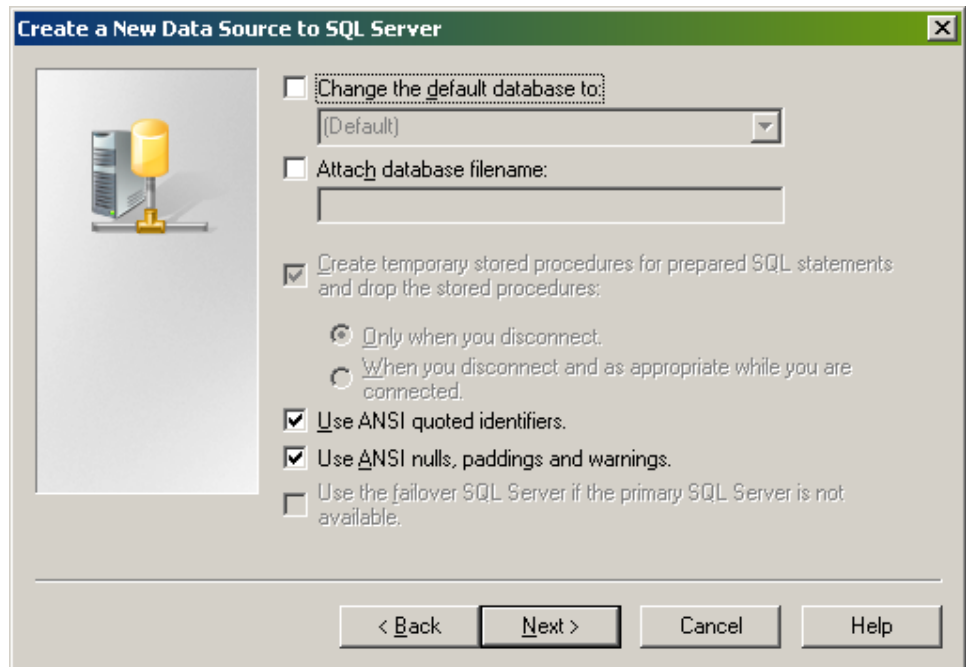 Create a New Data Source to SQL Server
Change the default database to:
(Default)
Attach database filename:
Create temporary stored procedures for prepared SQL statements
and drop the stored procedures:
Only when you disconnect.
When you disconnect and as appropriate while you are
connected.
Use ANSI quoted identifiers.
Use ANSI nulls, paddings and warnings.
Use the failover SQL Server if the primary SQL Server is not
available.
< Back
Next >
Cancel
Help